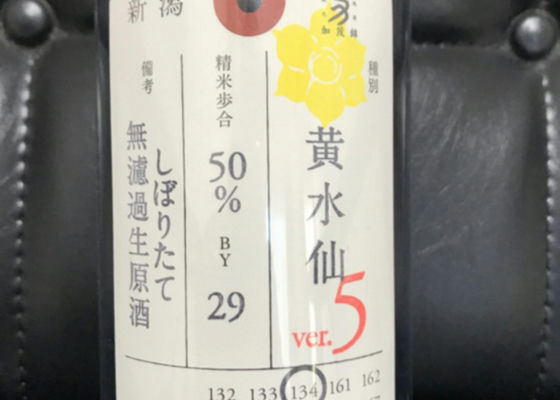 加茂錦
種別
黄水仙
ver.5
精米歩合
50
%
BY
29
新潟
備考
しぼりたて
無濾過生原酒
132 133 134 161 162